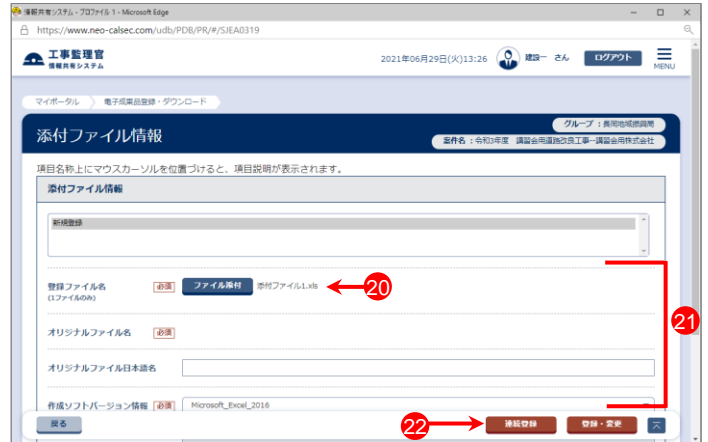 情報共有システム - プロファイル 1 - Microsoft Edge
https://www.neo-calsec.com/udb/PDB/PR/#/SJEA0319
工事監理官
情報共有システム
2021年06月29日(火)13:26
建設一 さん
ログアウト
MENU
マイポータル
電子成果品登録・ダウンロード
添付ファイル情報
グループ：長岡地域振興局
案件名：令和3年度 講習会用道路改良工事－講習会用株式会社
項目名称上にマウスカーソルを位置づけると、項目説明が表示されます。
添付ファイル情報
新規登録
登録ファイル名
(1ファイルのみ)
必須
ファイル添付
添付ファイル1.xls
20
21
オリジナルファイル名
必須
オリジナルファイル日本語名
作成ソフトバージョン情報
必須
Microsoft_Excel_2016
戻る
22
連続登録
登録・変更